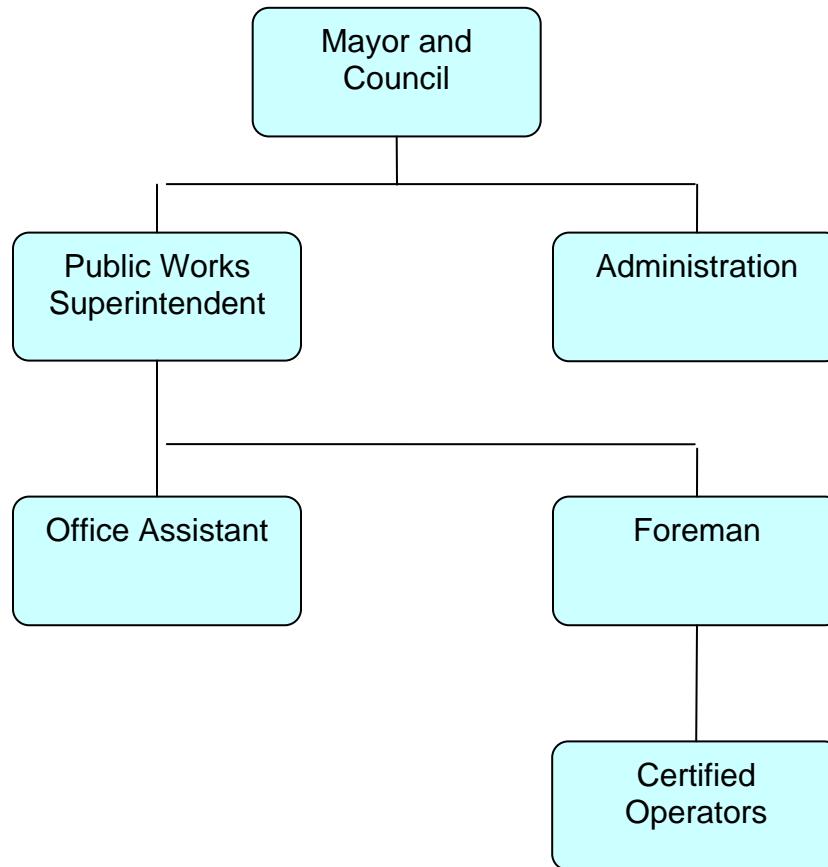 Mayor and
Council
Public Works
Superintendent
Administration
Office Assistant
Foreman
Certified
Operators